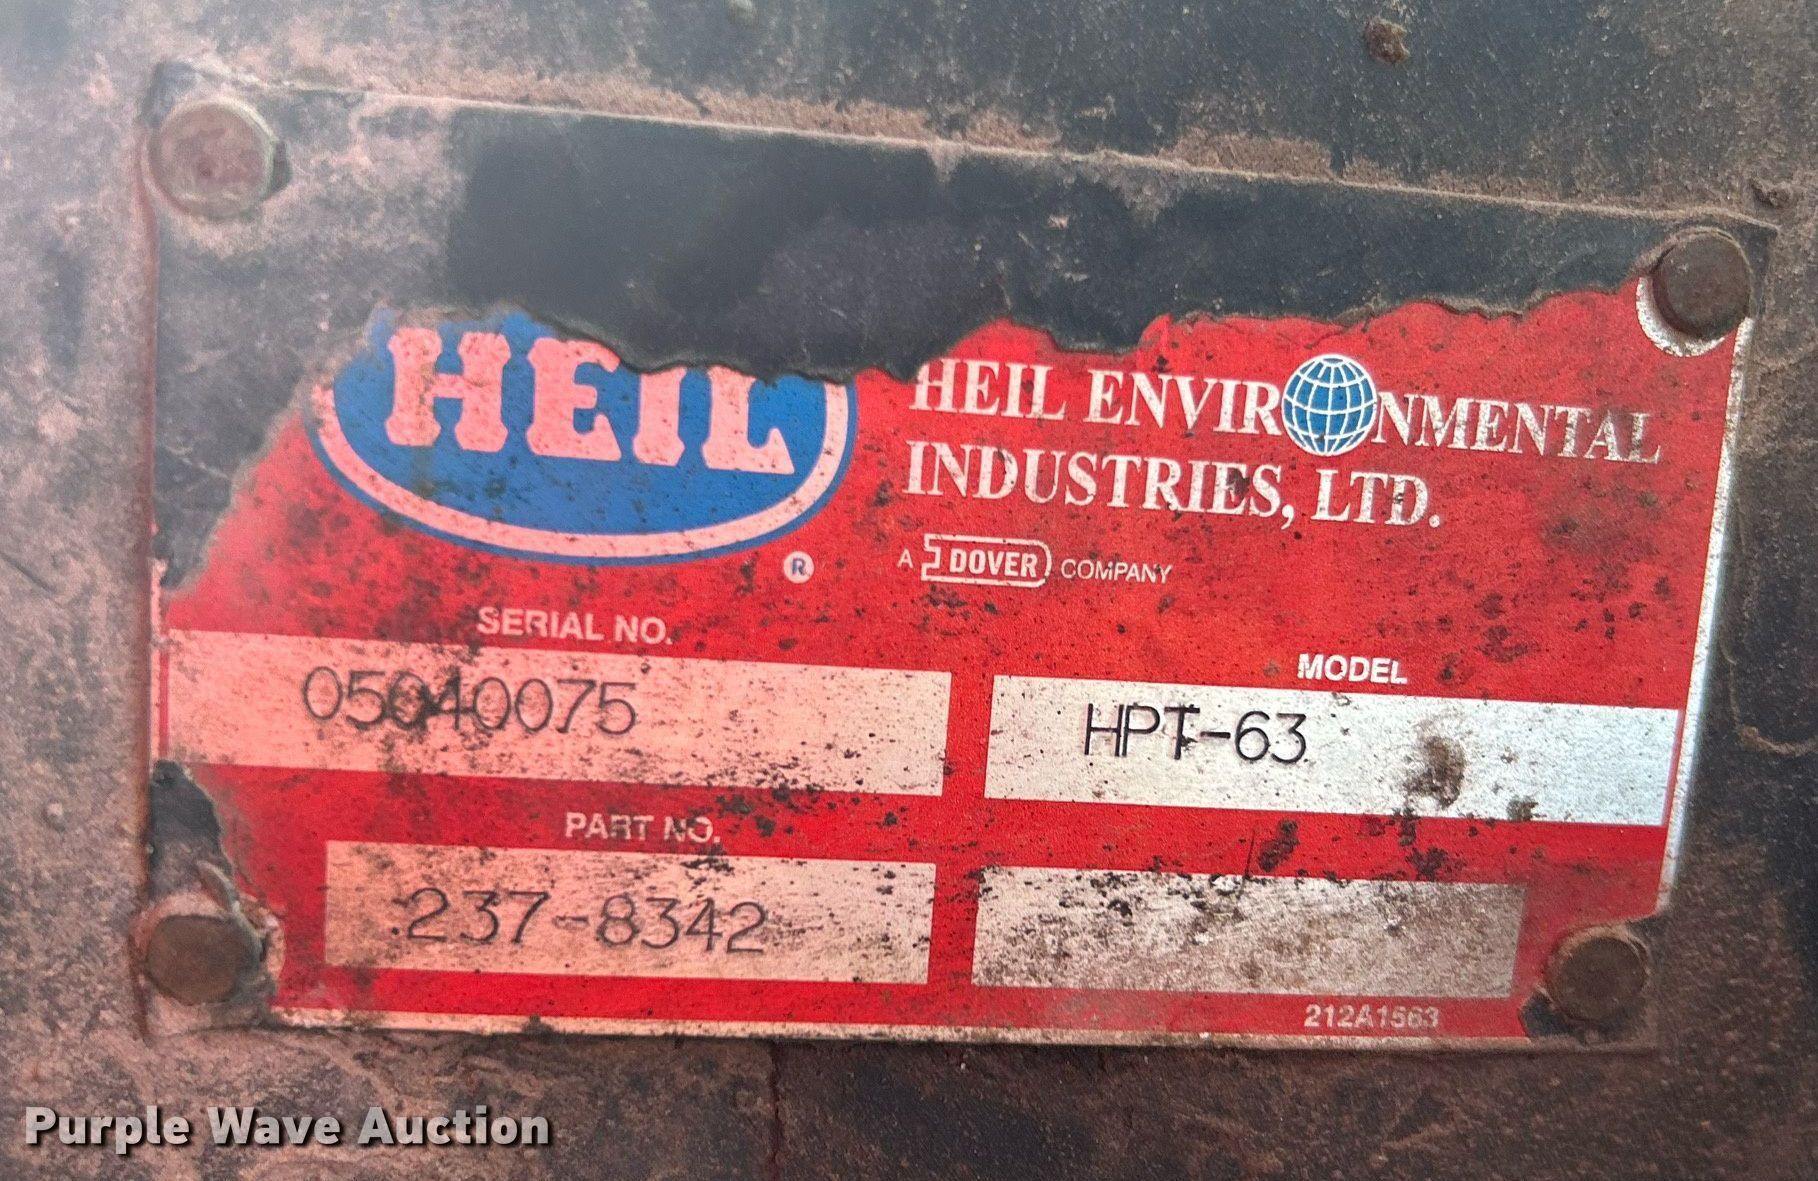 HEIL
®
HEIL ENVIRONMENTAL
INDUSTRIES, LTD.
A DOVER COMPANY
SERIAL NO.
05040075
MODEL
HPT-63
PART NO.
237-8342
212A1563
Purple Wave Auction